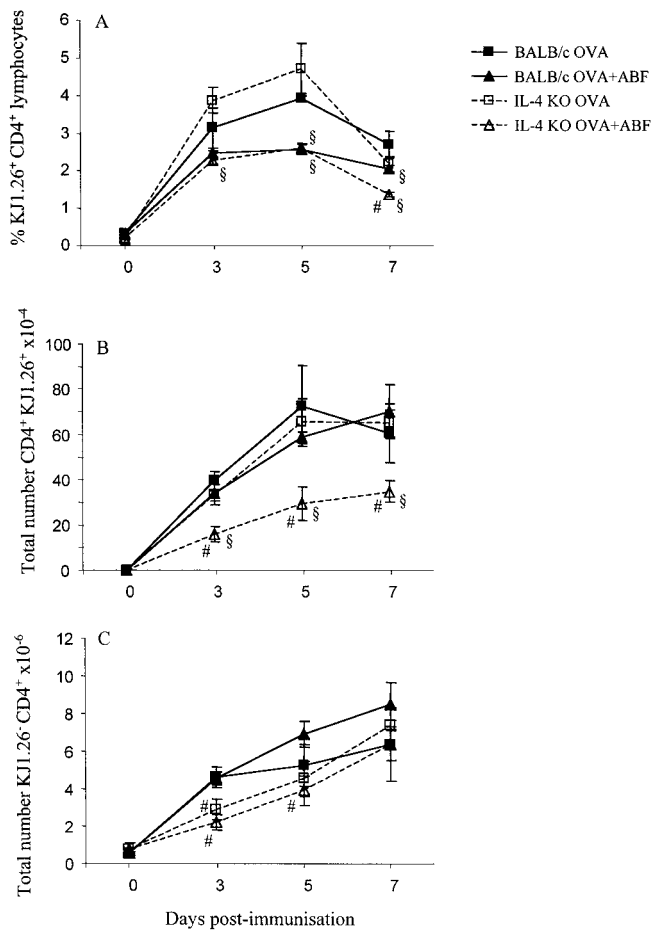 A
% KJ1.26⁺ CD4⁺ lymphocytes
6
5
4
3
2
1
0
§
§
§
§
# §
0 3 5 7
BALB/c OVA
BALB/c OVA+ABF
IL-4 KO OVA
IL-4 KO OVA+ABF
B
Total number CD4⁺ KJ1.26⁺ x10⁻⁴
100
80
60
40
20
0
# §
# §
# §
0 3 5 7
C
Total number KJ1.26⁻ CD4⁺ x10⁻⁶
12
10
8
6
4
2
0
#
#
#
0 3 5 7
Days post-immunisation